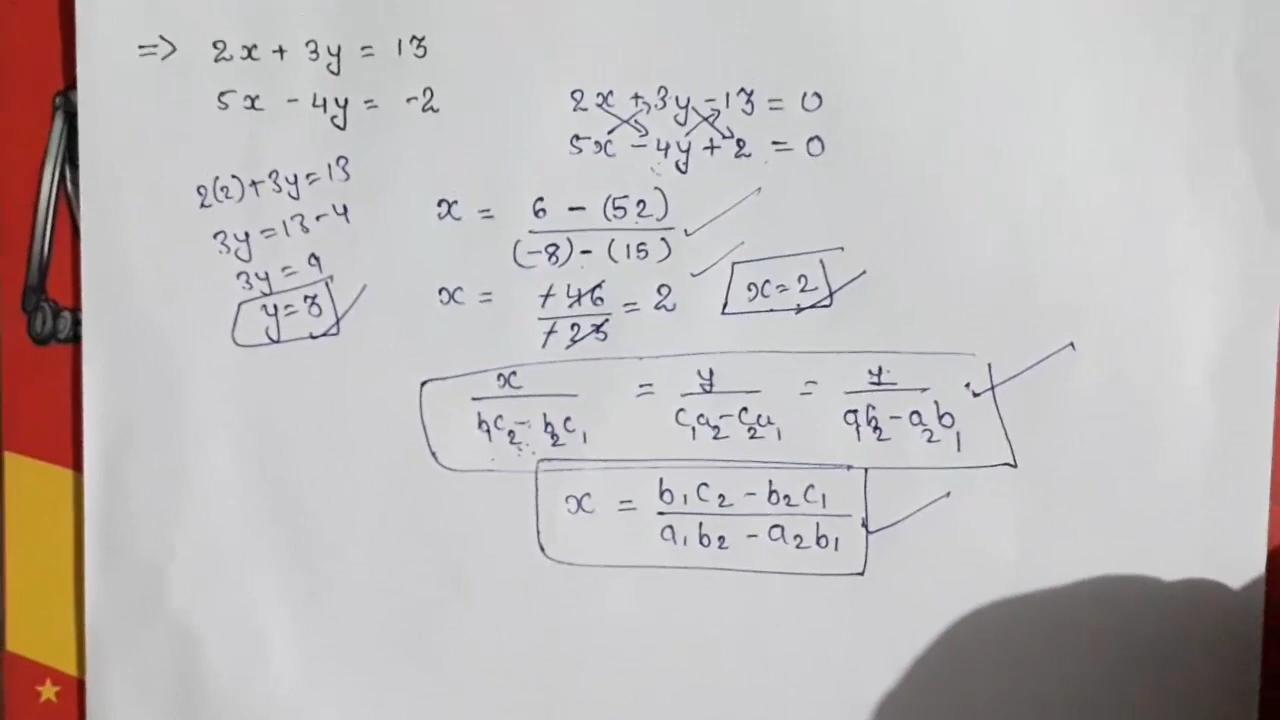 => 2x + 3y = 13
5x - 4y = -2
2(2)+3y=13
3y=13-4
3y=9
y=3
2x+3y-13=0
5x-4y+2=0
x = 6-(52) / (-8)-(15)
x = +46 / +23 = 2
x=2
x / b₁c₂-b₂c₁ = y / c₁a₂-c₂a₁ = 1 / a₁b₂-a₂b₁
x = b₁c₂-b₂c₁ / a₁b₂-a₂b₁